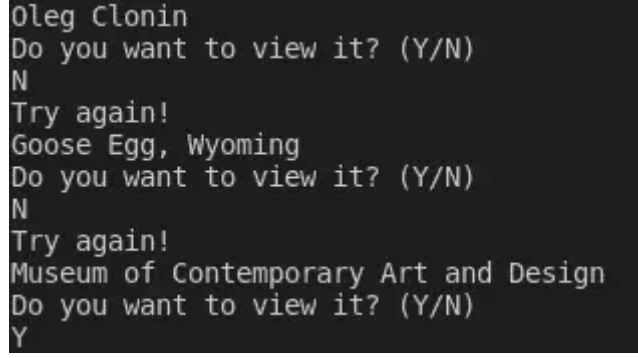 Oleg Clonin
Do you want to view it? (Y/N)
N
Try again!
Goose Egg, Wyoming
Do you want to view it? (Y/N)
N
Try again!
Museum of Contemporary Art and Design
Do you want to view it? (Y/N)
Y